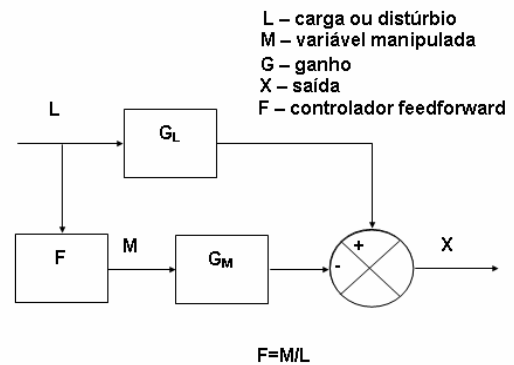 L – carga ou distúrbio
M – variável manipulada
G – ganho
X – saída
F – controlador feedforward
L
GL
+
X
F
M
GM
-
F=M/L